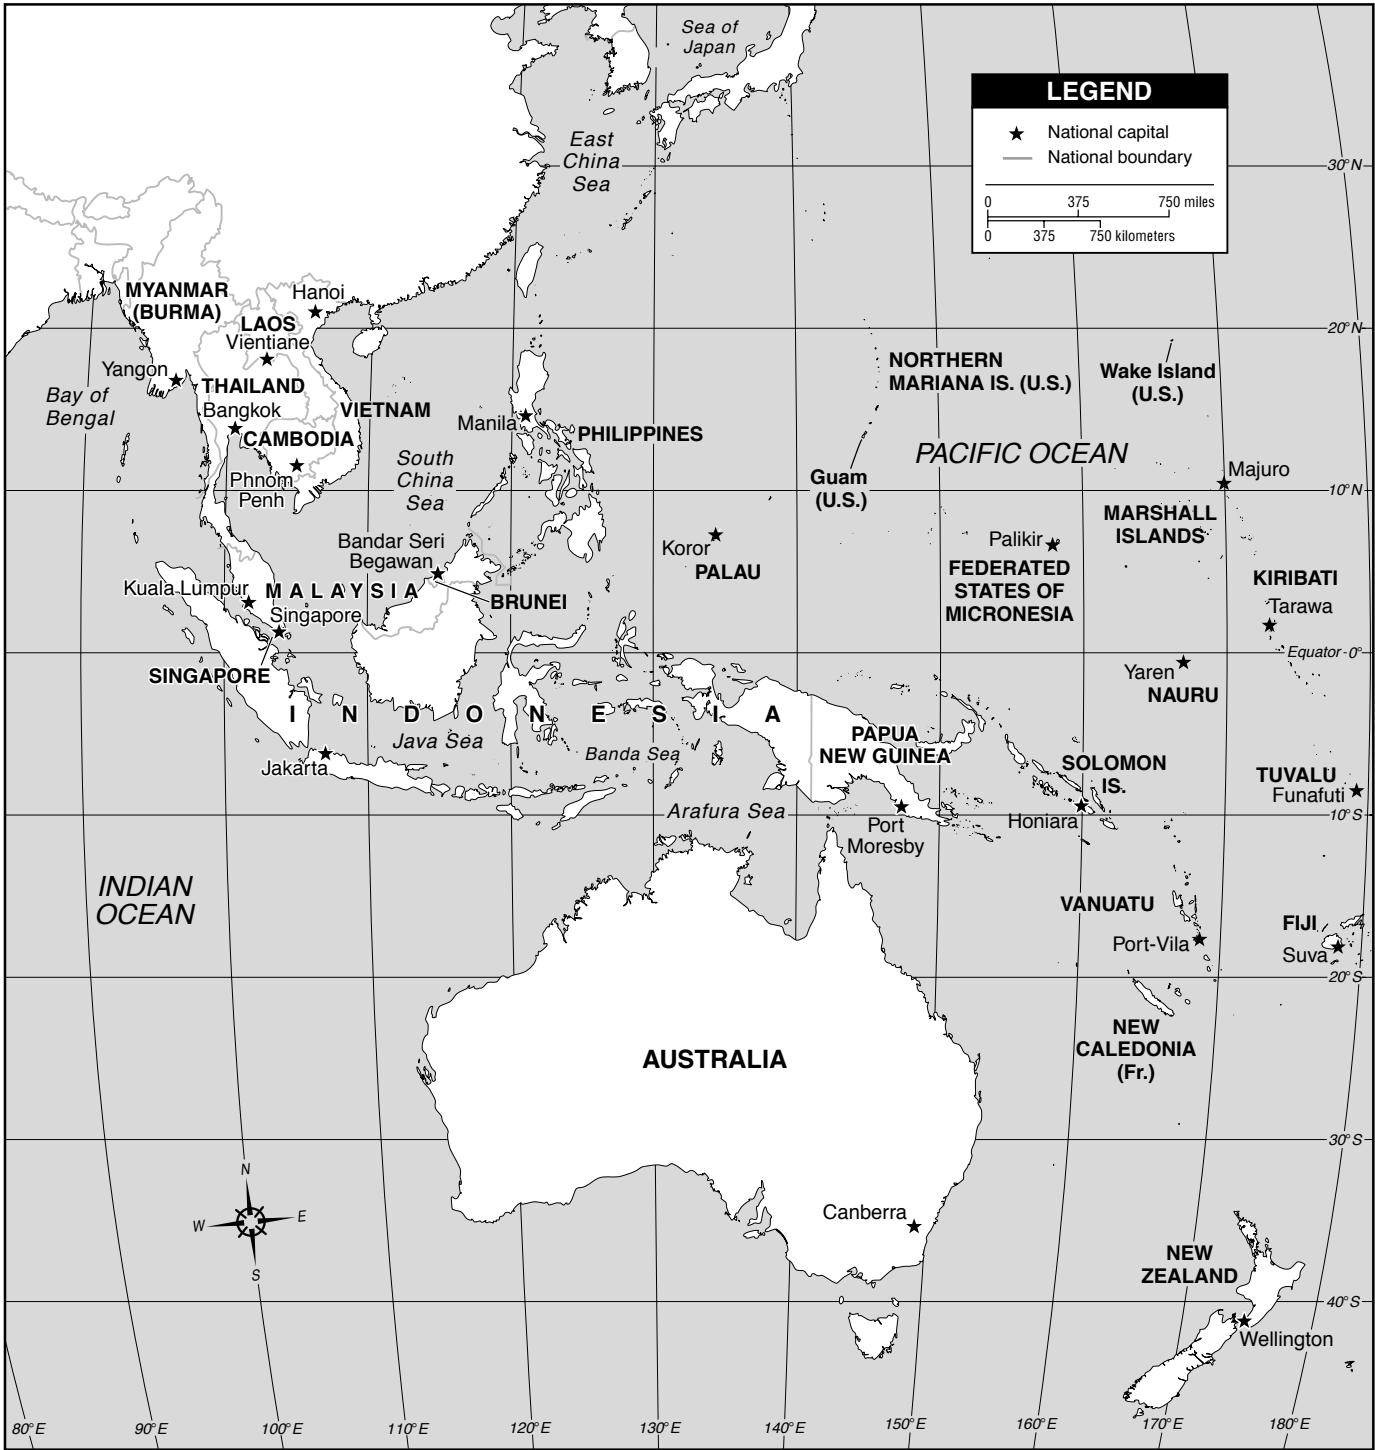 Sea of
Japan
LEGEND
National capital
National boundary
0 375 750 miles
0 375 750 kilometers
East
China
Sea
30°N
MYANMAR
(BURMA)
Hanoi
LAOS
Vientiane
20°N
Yangon
THAILAND
Bangkok
Bay of
Bengal
VIETNAM
CAMBODIA
Phnom
Penh
Manila
PHILIPPINES
South
China
Sea
NORTHERN
MARIANA IS. (U.S.)
Wake Island
(U.S.)
PACIFIC OCEAN
Guam
(U.S.)
Majuro
10°N
MARSHALL
ISLANDS
Bandar Seri
Begawan
Koror
PALAU
Palikir
FEDERATED
STATES OF
MICRONESIA
KIRIBATI
Tarawa
Kuala Lumpur
MALAYSIA
BRUNEI
Singapore
SINGAPORE
Equator 0°
Yaren
NAURU
INDONESIA
Java Sea
Banda Sea
Jakarta
PAPUA
NEW GUINEA
SOLOMON
IS.
TUVALU
Funafuti
Arafura Sea
Port
Moresby
Honiara
10°S
INDIAN
OCEAN
VANUATU
Port-Vila
FIJI
Suva
20°S
NEW
CALEDONIA
(Fr.)
AUSTRALIA
30°S
N
W
E
S
Canberra
NEW
ZEALAND
40°S
Wellington
80°E 90°E 100°E 110°E 120°E 130°E 140°E 150°E 160°E 170°E 180°E